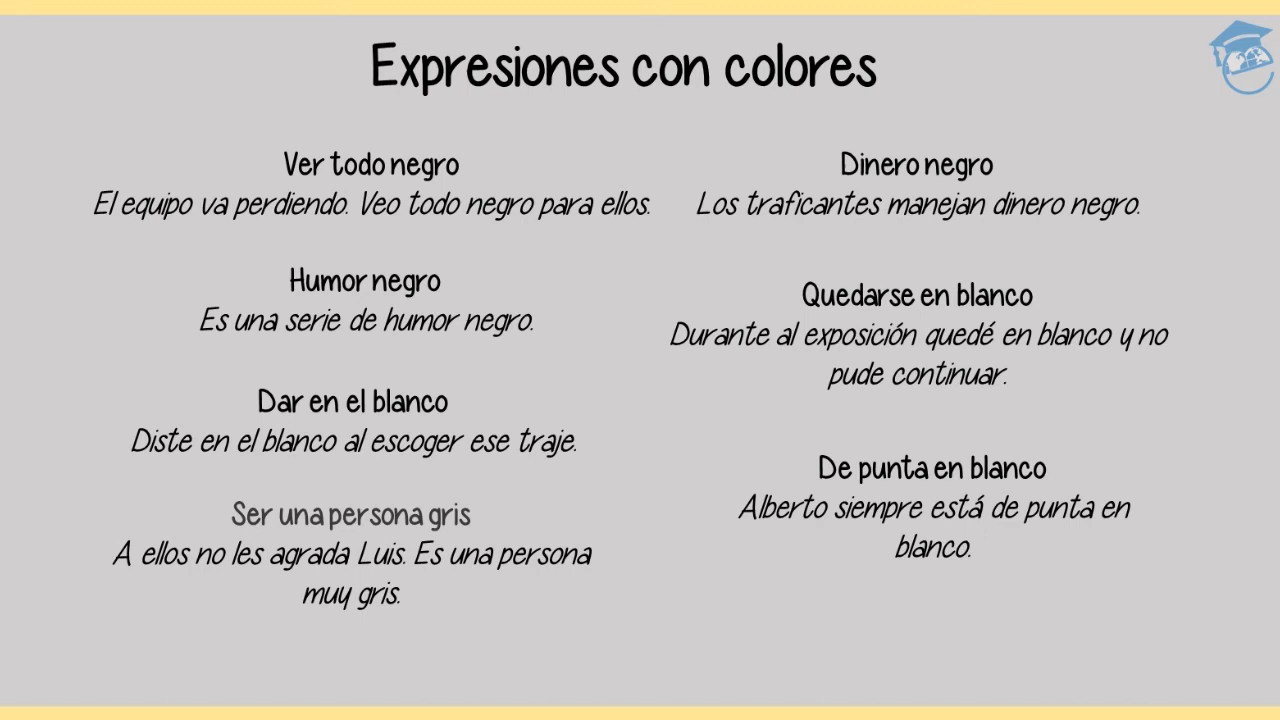 Expresiones con colores
Ver todo negro
El equipo va perdiendo. Veo todo negro para ellos.
Humor negro
Es una serie de humor negro.
Dar en el blanco
Diste en el blanco al escoger ese traje.
Ser una persona gris
A ellos no les agrada Luis. Es una persona
muy gris.
Dinero negro
Los traficantes manejan dinero negro.
Quedarse en blanco
Durante al exposición quedé en blanco y no
pude continuar.
De punta en blanco
Alberto siempre está de punta en
blanco.